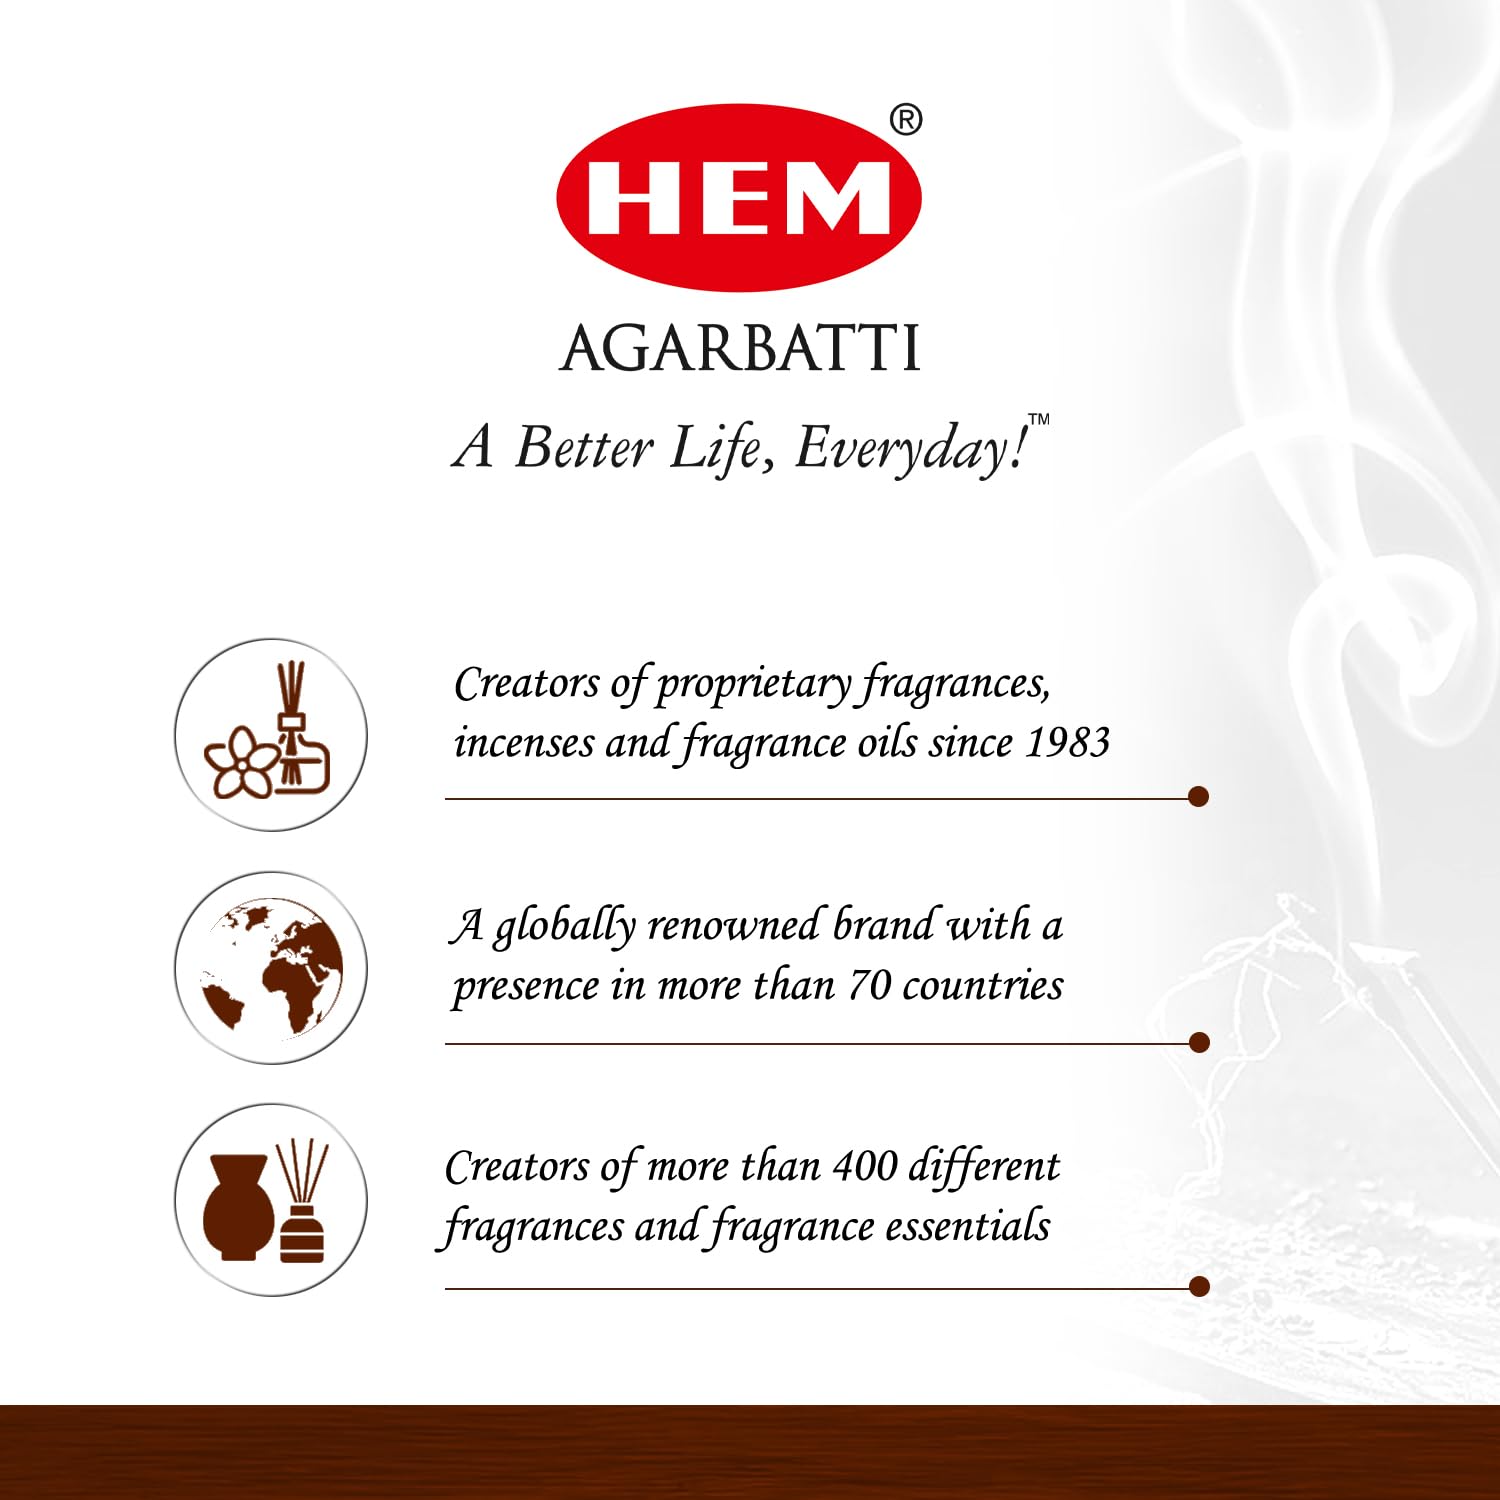 HEM®
AGARBATTI
A Better Life, Everyday!™
Creators of proprietary fragrances,
incenses and fragrance oils since 1983
A globally renowned brand with a
presence in more than 70 countries
Creators of more than 400 different
fragrances and fragrance essentials